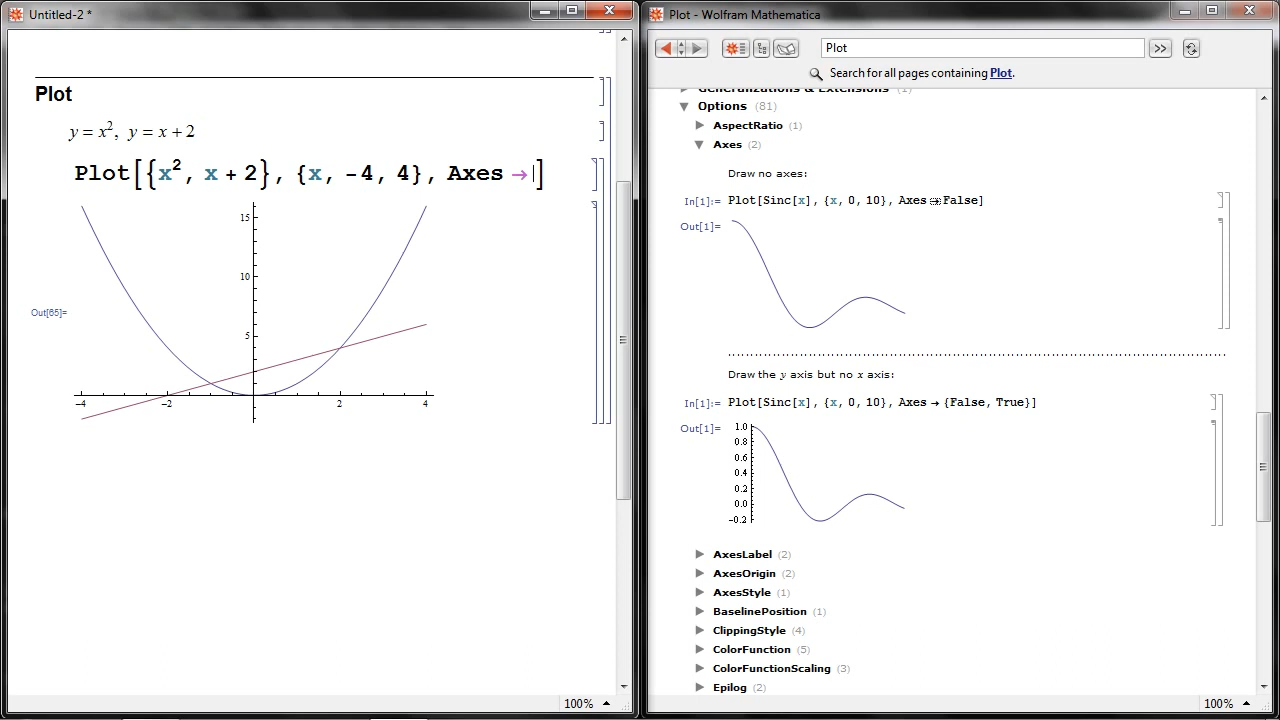 Untitled-2 *
Plot
y = x², y = x + 2
Plot[{x², x + 2}, {x, -4, 4}, Axes →]
Out[65]=
15
10
5
-4 -2 2 4
100%
Plot - Wolfram Mathematica
Plot
>>
Search for all pages containing Plot.
Generalizations & Extensions (1)
Options (81)
AspectRatio (1)
Axes (2)
Draw no axes:
In[1]:= Plot[Sinc[x], {x, 0, 10}, Axes → False]
Out[1]=
Draw the y axis but no x axis:
In[1]:= Plot[Sinc[x], {x, 0, 10}, Axes → {False, True}]
Out[1]=
1.0
0.8
0.6
0.4
0.2
0.0
-0.2
AxesLabel (2)
AxesOrigin (2)
AxesStyle (1)
BaselinePosition (1)
ClippingStyle (4)
ColorFunction (5)
ColorFunctionScaling (3)
Epilog (2)
100%